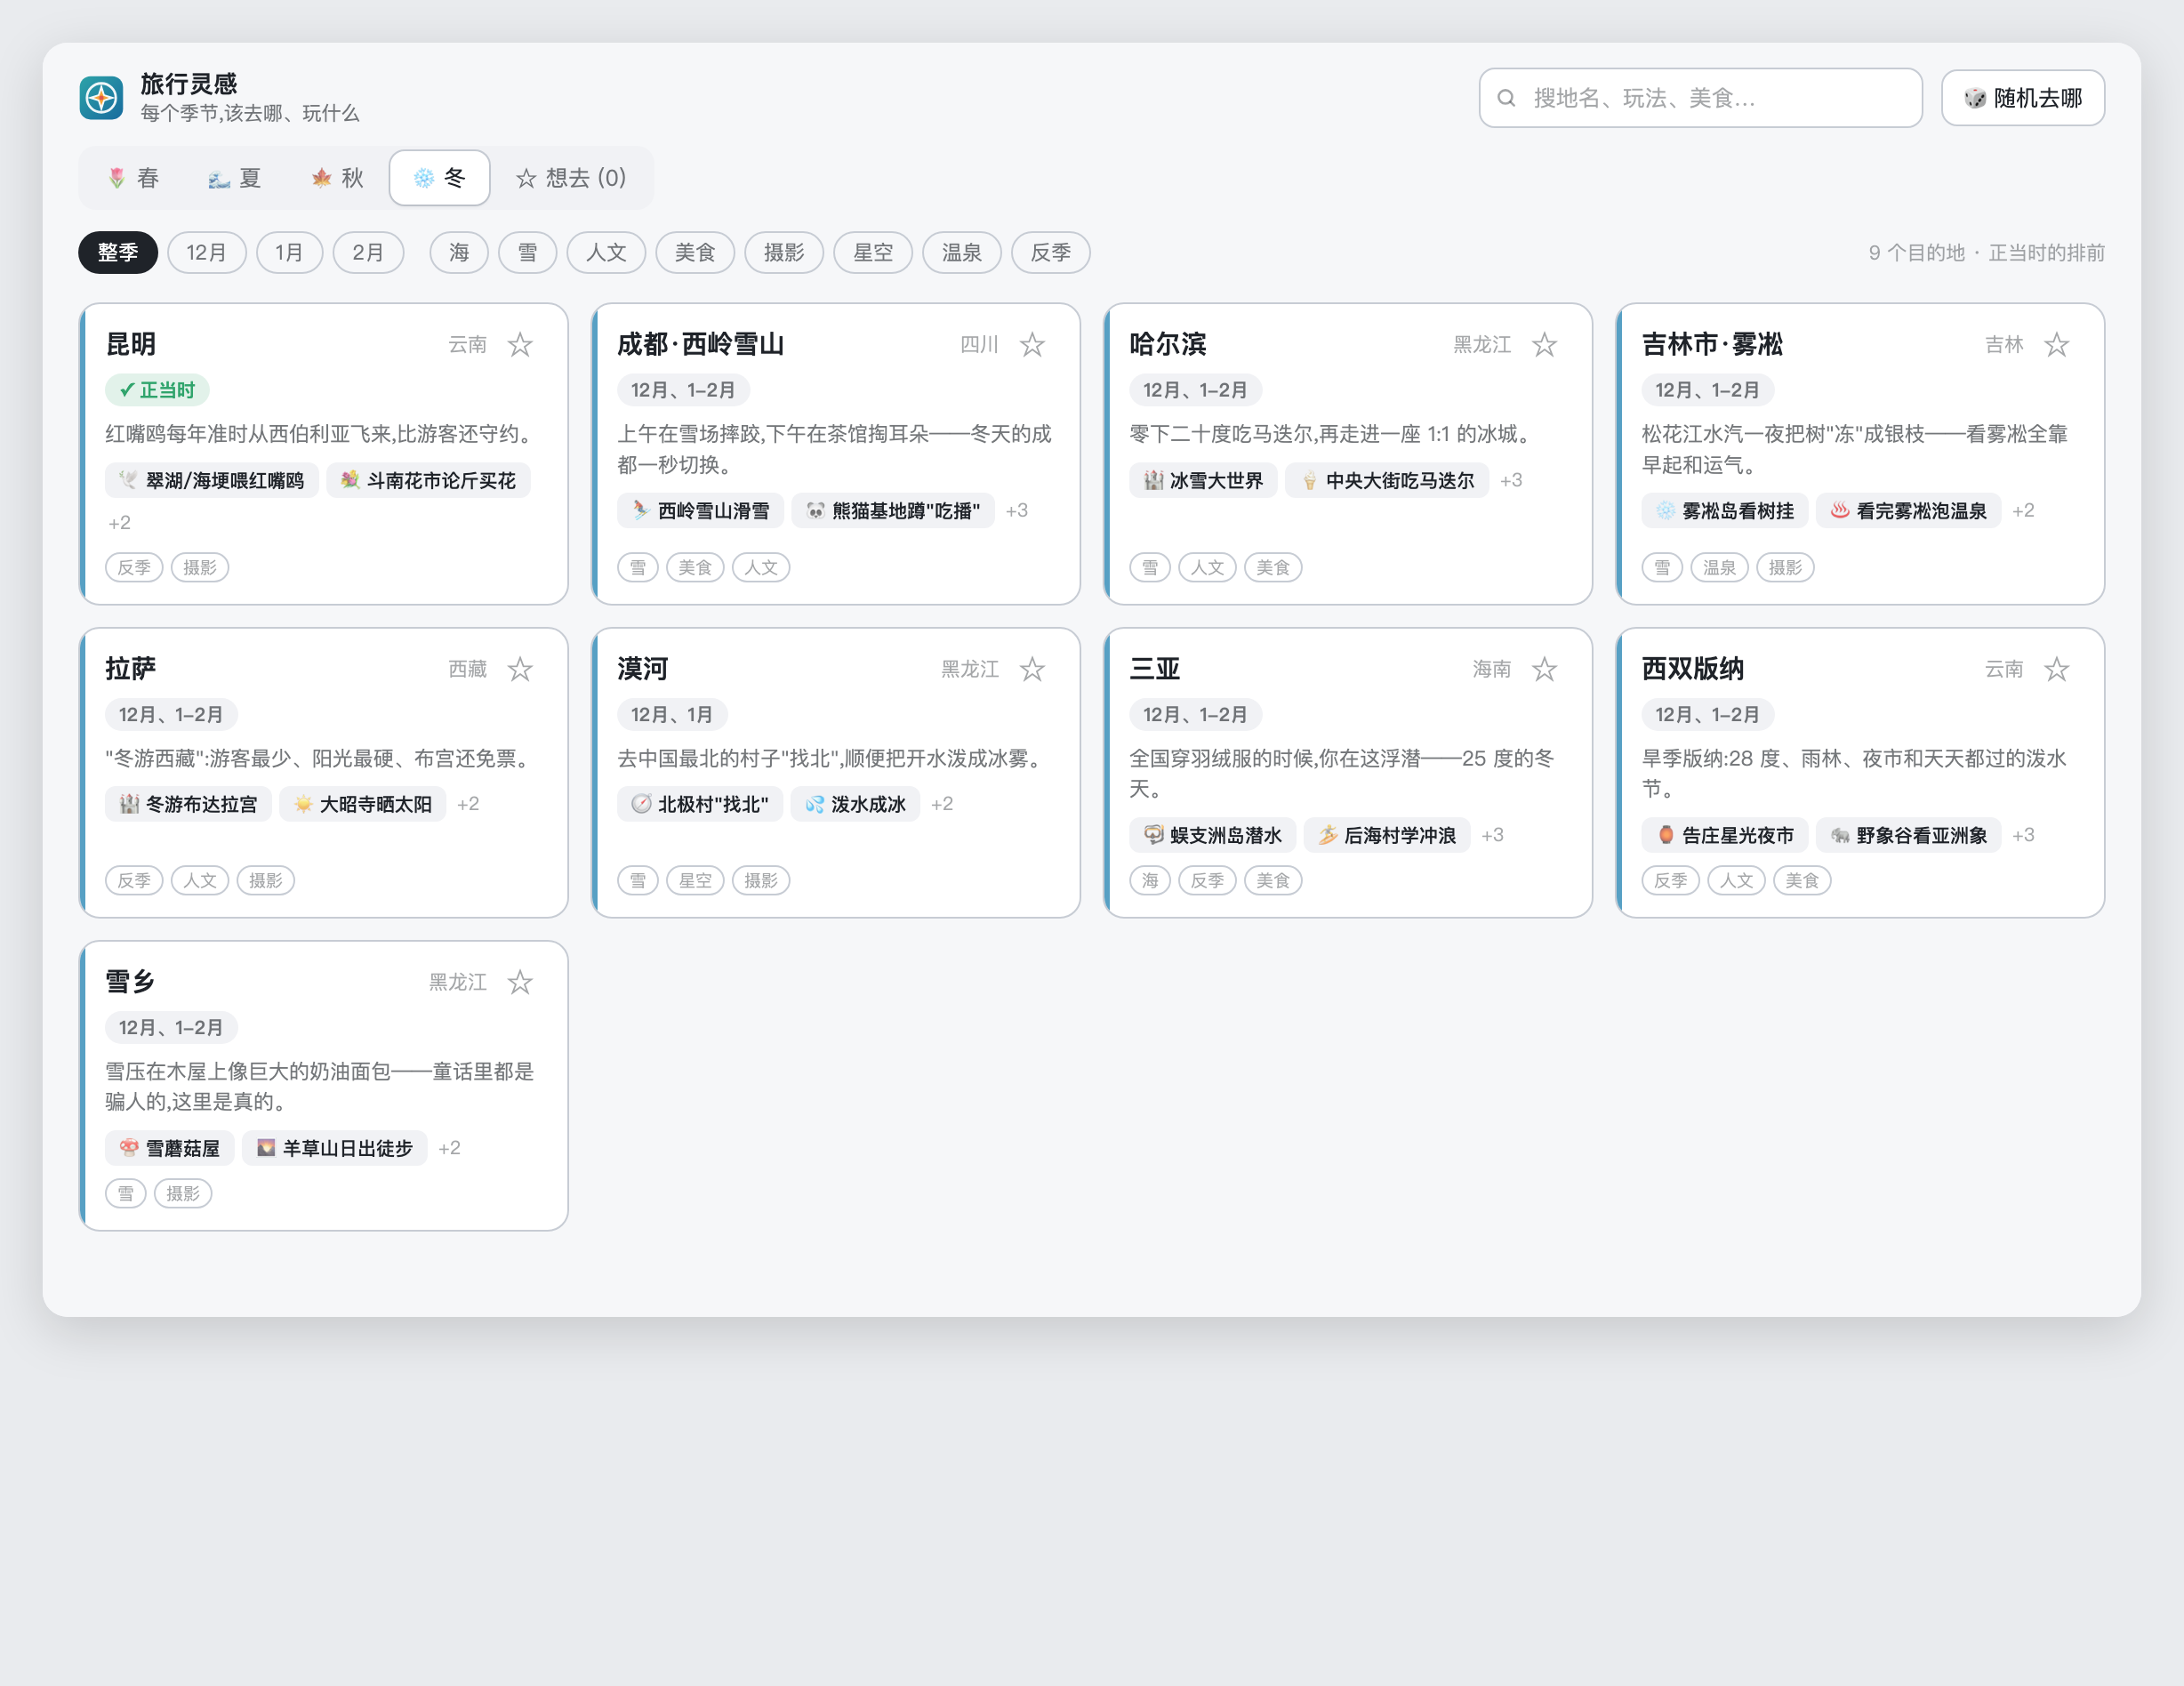 旅行灵感
每个季节,该去哪、玩什么
搜地名、玩法、美食…
🎲 随机去哪
🌷 春
🌊 夏
🍁 秋
❄️ 冬
☆ 想去 (0)
整季
12月
1月
2月
海
雪
人文
美食
摄影
星空
温泉
反季
9 个目的地 · 正当时的排前
昆明
云南 ☆
✓ 正当时
红嘴鸥每年准时从西伯利亚飞来,比游客还守约。
🕊️ 翠湖/海埂喂红嘴鸥
💐 斗南花市论斤买花
+2
反季
摄影
成都·西岭雪山
四川 ☆
12月、1–2月
上午在雪场摔跤,下午在茶馆掏耳朵——冬天的成
都一秒切换。
⛷️ 西岭雪山滑雪
🐼 熊猫基地蹲"吃播"
+3
雪
美食
人文
哈尔滨
黑龙江 ☆
12月、1–2月
零下二十度吃马迭尔,再走进一座 1:1 的冰城。
🏰 冰雪大世界
🍦 中央大街吃马迭尔
+3
雪
人文
美食
吉林市·雾凇
吉林 ☆
12月、1–2月
松花江水汽一夜把树"冻"成银枝——看雾凇全靠
早起和运气。
❄️ 雾凇岛看树挂
♨️ 看完雾凇泡温泉
+2
雪
温泉
摄影
拉萨
西藏 ☆
12月、1–2月
"冬游西藏":游客最少、阳光最硬、布宫还免票。
🏰 冬游布达拉宫
☀️ 大昭寺晒太阳
+2
反季
人文
摄影
漠河
黑龙江 ☆
12月、1月
去中国最北的村子"找北",顺便把开水泼成冰雾。
🧭 北极村"找北"
💦 泼水成冰
+2
雪
星空
摄影
三亚
海南 ☆
12月、1–2月
全国穿羽绒服的时候,你在这浮潜——25 度的冬
天。
🤿 蜈支洲岛潜水
🏄 后海村学冲浪
+3
海
反季
美食
西双版纳
云南 ☆
12月、1–2月
旱季版纳:28 度、雨林、夜市和天天都过的泼水
节。
🏮 告庄星光夜市
🐘 野象谷看亚洲象
+3
反季
人文
美食
雪乡
黑龙江 ☆
12月、1–2月
雪压在木屋上像巨大的奶油面包——童话里都是
骗人的,这里是真的。
🍄 雪蘑菇屋
🌄 羊草山日出徒步
+2
雪
摄影